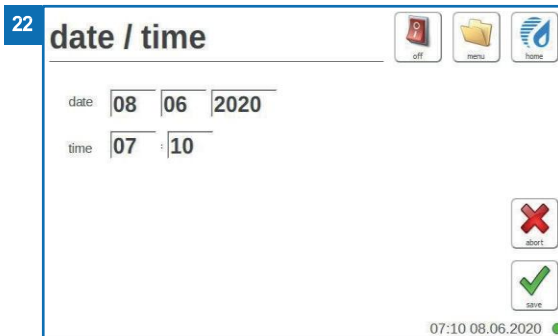 22
date / time
off
menu
home
date 08 06 2020
time 07 : 10
abort
save
07:10 08.06.2020